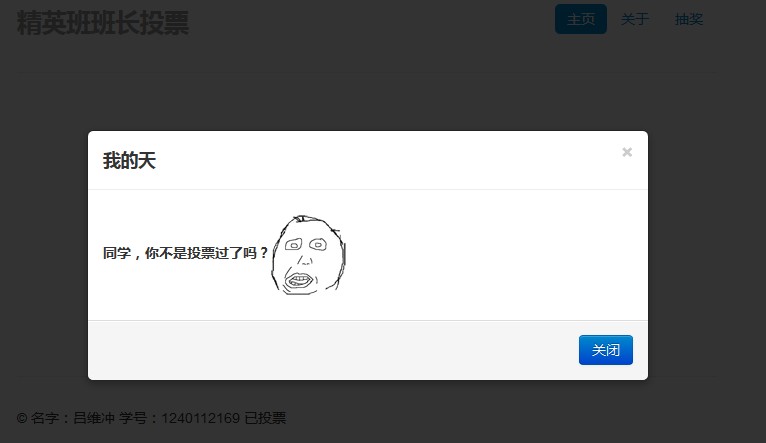 精英班班长投票
主页 关于 抽奖
我的天
×
同学，你不是投票过了吗？
关闭
© 名字：吕维冲 学号：1240112169 已投票